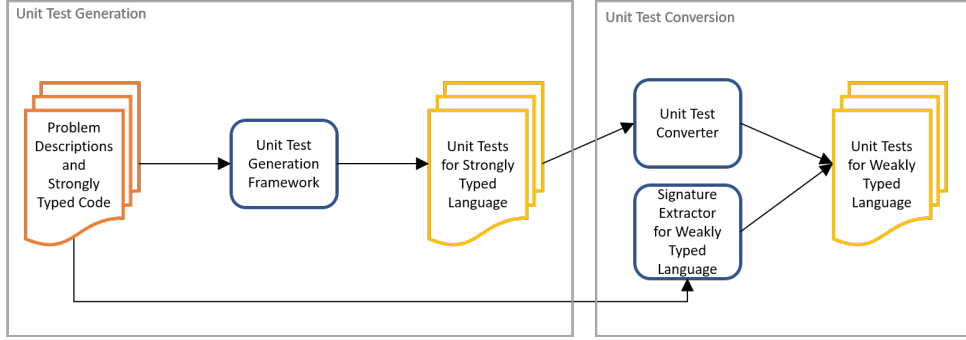 Unit Test Generation
Unit Test Conversion
Problem
Descriptions
and
Strongly
Typed Code
Unit Test
Generation
Framework
Unit Tests
for Strongly
Typed
Language
Unit Test
Converter
Signature
Extractor
for Weakly
Typed
Language
Unit Tests
for Weakly
Typed
Language